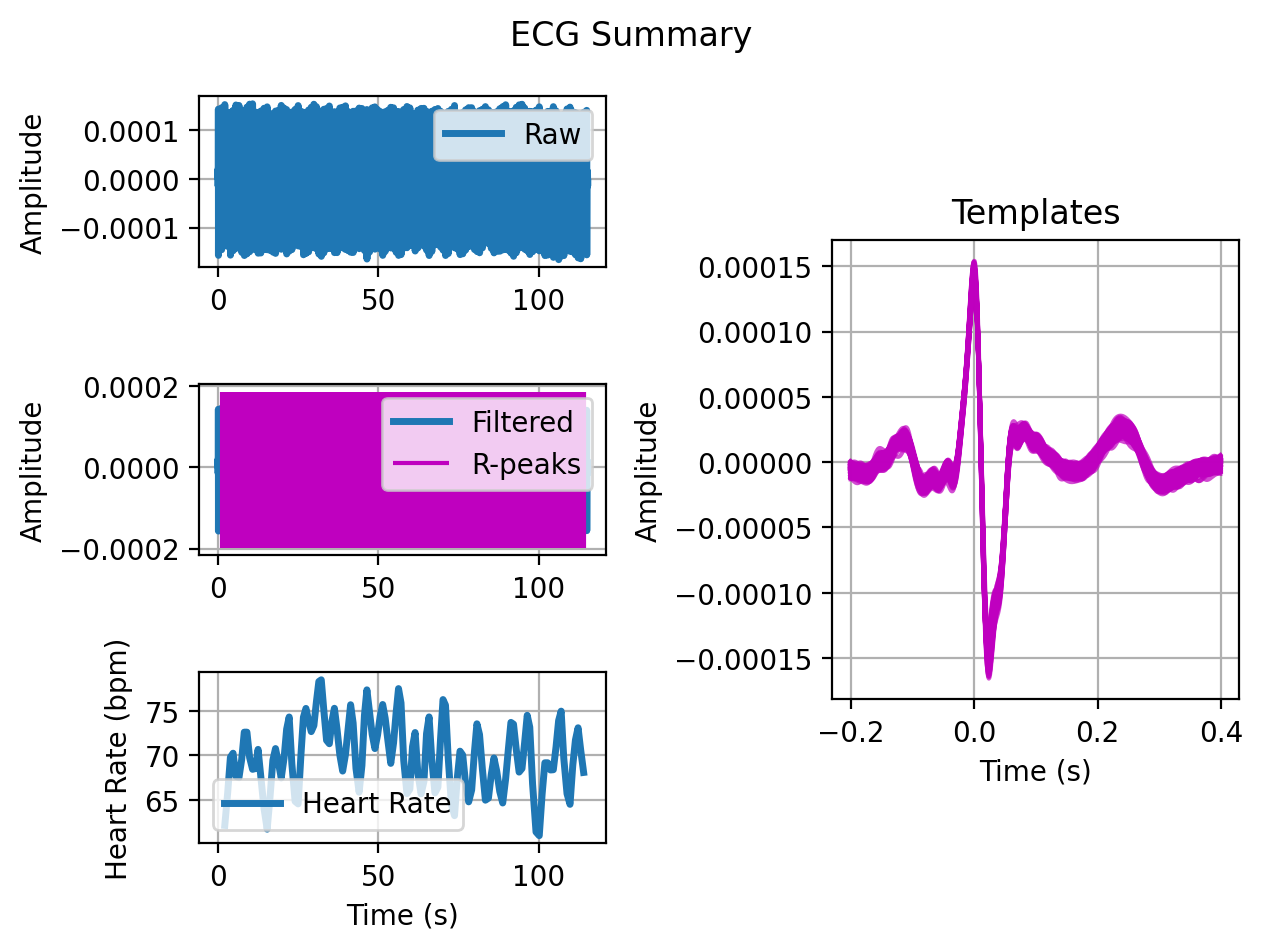 ECG Summary
Amplitude
0.0001
0.0000
−0.0001
Raw
0 50 100
Amplitude
0.0002
0.0000
−0.0002
Filtered
R-peaks
0 50 100
Heart Rate (bpm)
75
70
65
Heart Rate
0 50 100
Time (s)
Templates
Amplitude
0.00015
0.00010
0.00005
0.00000
−0.00005
−0.00010
−0.00015
−0.2 0.0 0.2 0.4
Time (s)